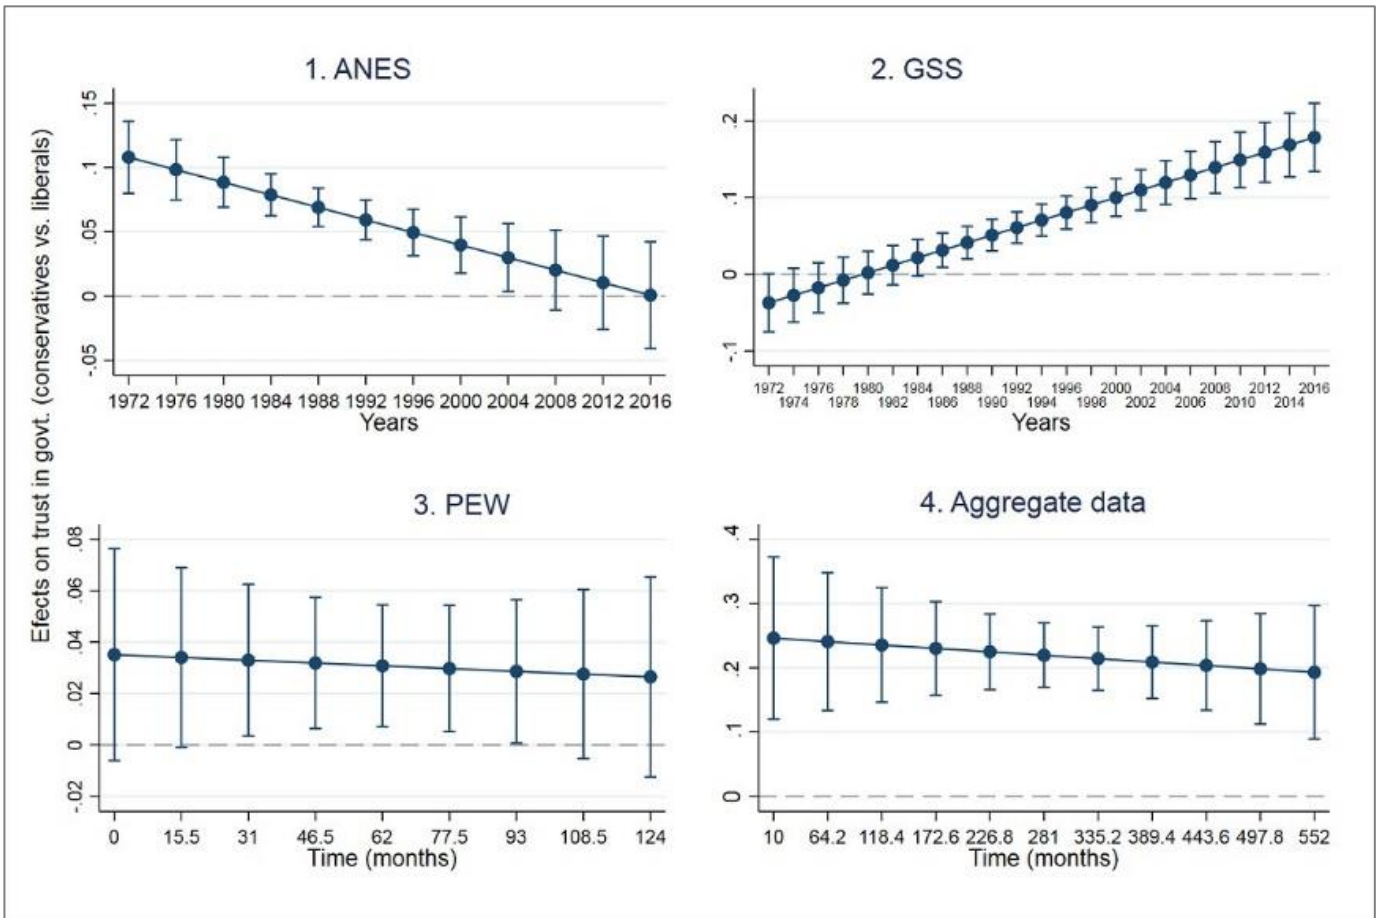 Effects on trust in govt. (conservatives vs. liberals)
1. ANES
.15
.1
.05
0
-.05
1972 1976 1980 1984 1988 1992 1996 2000 2004 2008 2012 2016
Years
2. GSS
.2
.1
0
-.1
1972 1976 1980 1984 1988 1992 1996 2000 2004 2008 2012 2016
1974 1978 1982 1986 1990 1994 1998 2002 2006 2010 2014
Years
3. PEW
.08
.06
.04
.02
0
-.02
0 15.5 31 46.5 62 77.5 93 108.5 124
Time (months)
4. Aggregate data
.4
.3
.2
.1
0
10 64.2 118.4 172.6 226.8 281 335.2 389.4 443.6 497.8 552
Time (months)